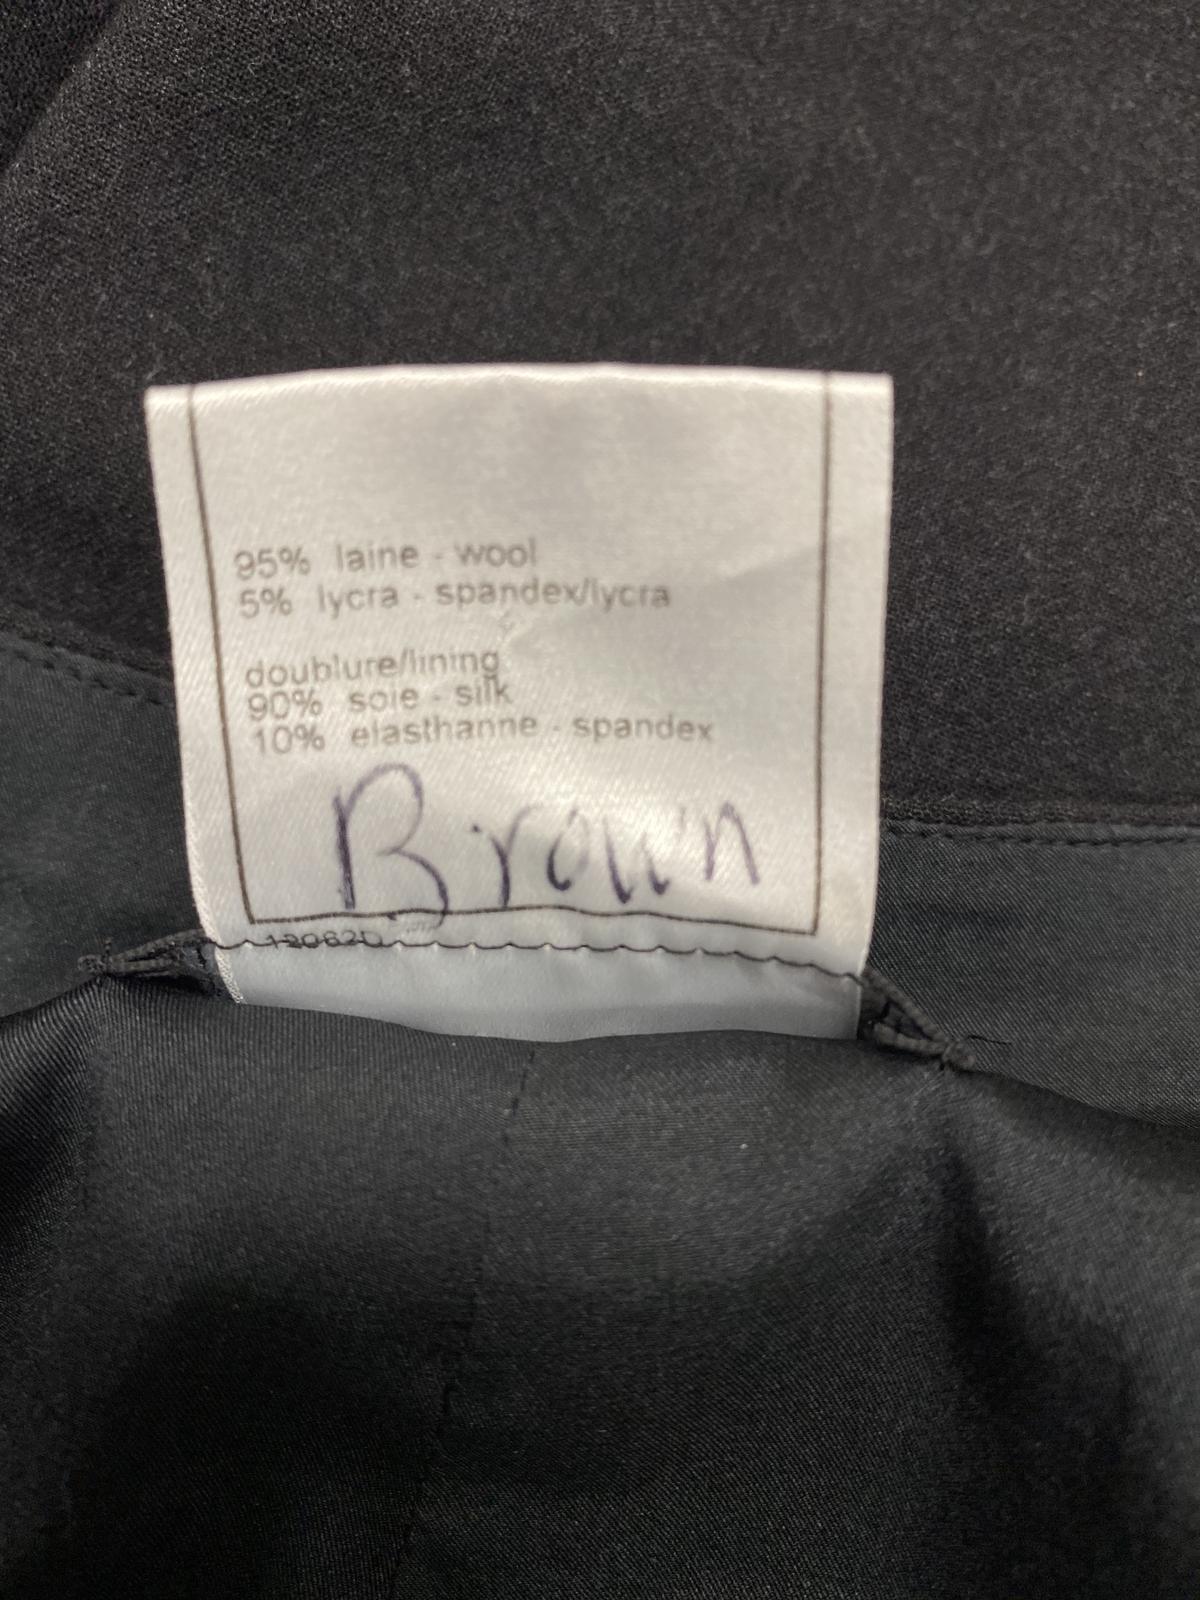 95% laine - wool
5% lycra - spandex/lycra
doublure/lining
90% soie - silk
10% elasthanne - spandex
Brown